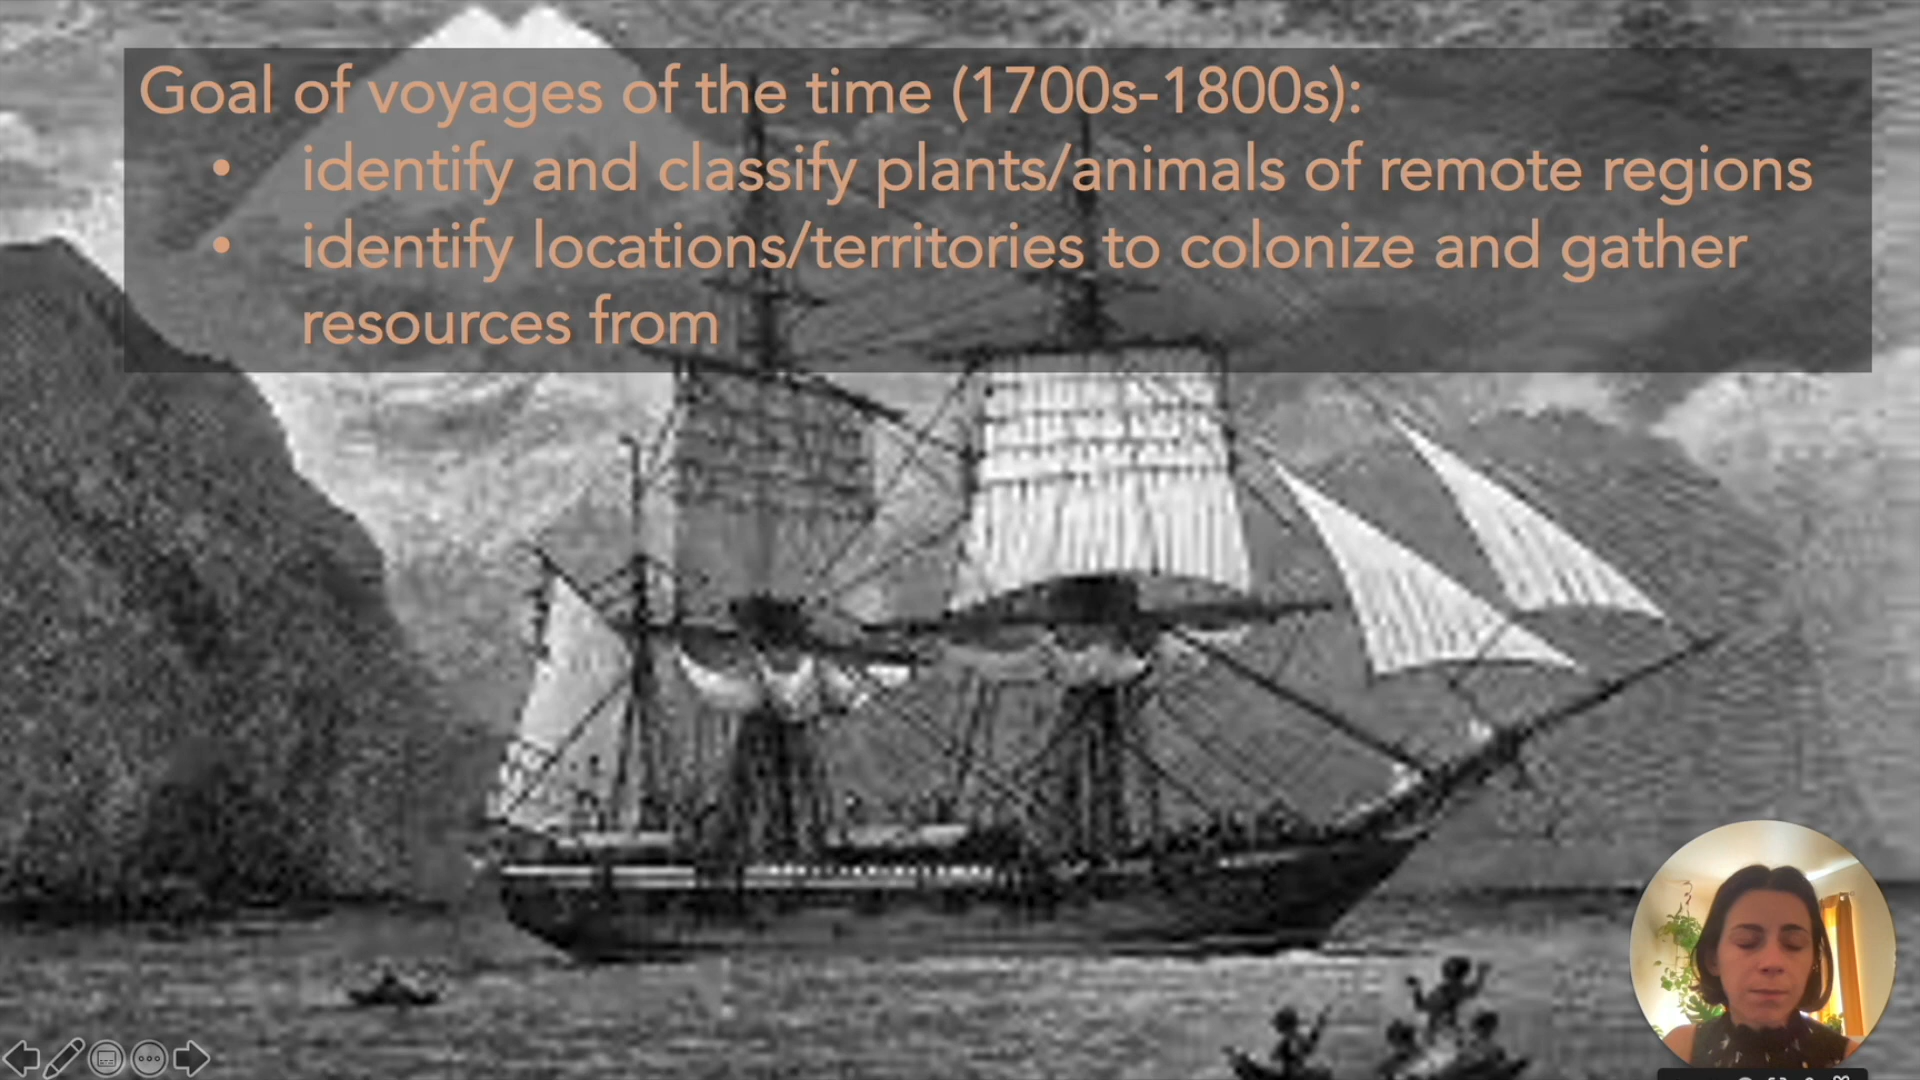 Goal of voyages of the time (1700s-1800s):
• identify and classify plants/animals of remote regions
• identify locations/territories to colonize and gather
resources from